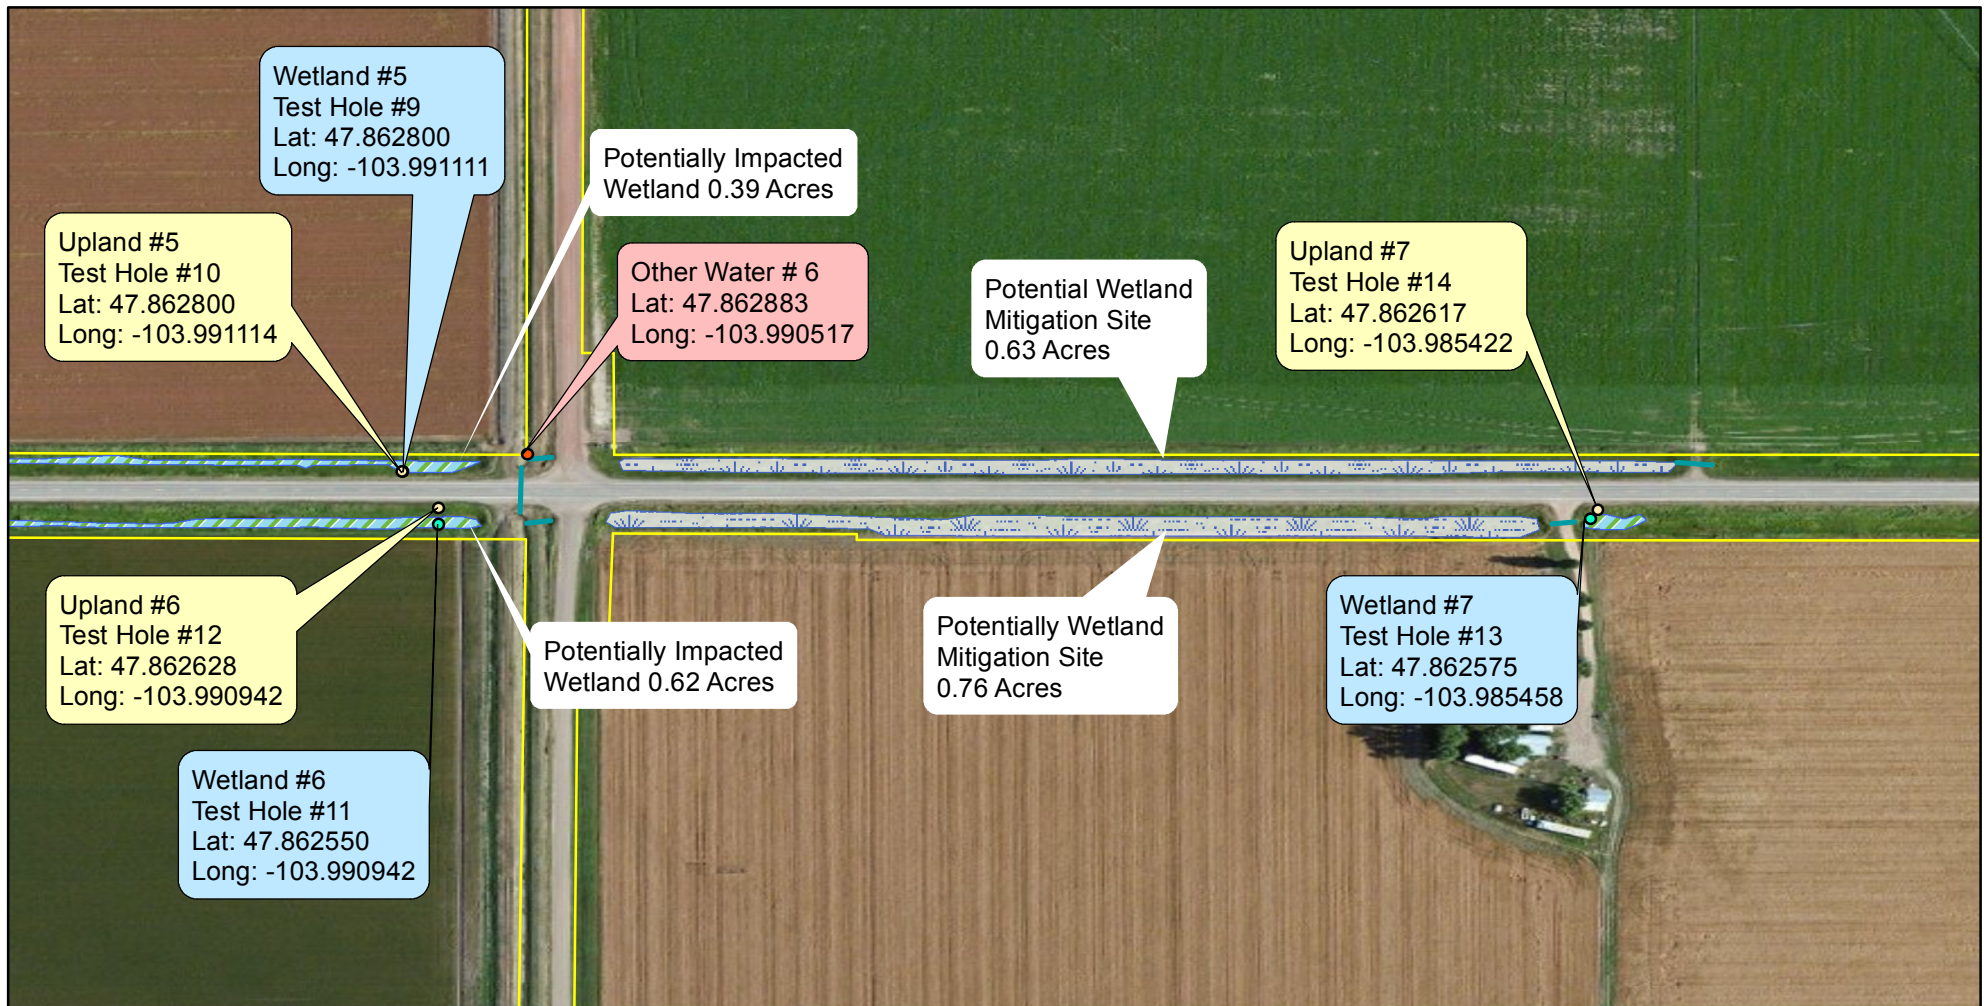 Wetland #5
Test Hole #9
Lat: 47.862800
Long: -103.991111
Potentially Impacted
Wetland 0.39 Acres
Upland #5
Test Hole #10
Lat: 47.862800
Long: -103.991114
Other Water # 6
Lat: 47.862883
Long: -103.990517
Potential Wetland
Mitigation Site
0.63 Acres
Upland #7
Test Hole #14
Lat: 47.862617
Long: -103.985422
Upland #6
Test Hole #12
Lat: 47.862628
Long: -103.990942
Potentially Impacted
Wetland 0.62 Acres
Potentially Wetland
Mitigation Site
0.76 Acres
Wetland #7
Test Hole #13
Lat: 47.862575
Long: -103.985458
Wetland #6
Test Hole #11
Lat: 47.862550
Long: -103.990942